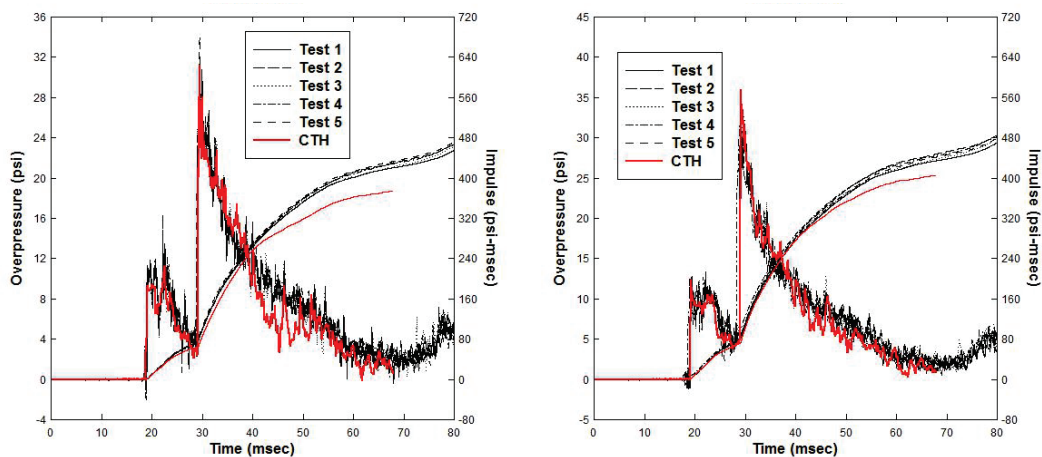 36
32
28
24
20
16
12
8
4
0
-4
Overpressure (psi)
Test 1
Test 2
Test 3
Test 4
Test 5
CTH
720
640
560
480
400
320
240
160
80
0
-80
Impulse (psi-msec)
0 10 20 30 40 50 60 70 80
Time (msec)
45
35
35
30
25
20
15
10
5
0
-5
Overpressure (psi)
Test 1
Test 2
Test 3
Test 4
Test 5
CTH
720
640
560
480
400
320
240
160
80
0
-80
Impulse (psi-msec)
0 10 20 30 40 50 60 70 80
Time (msec)